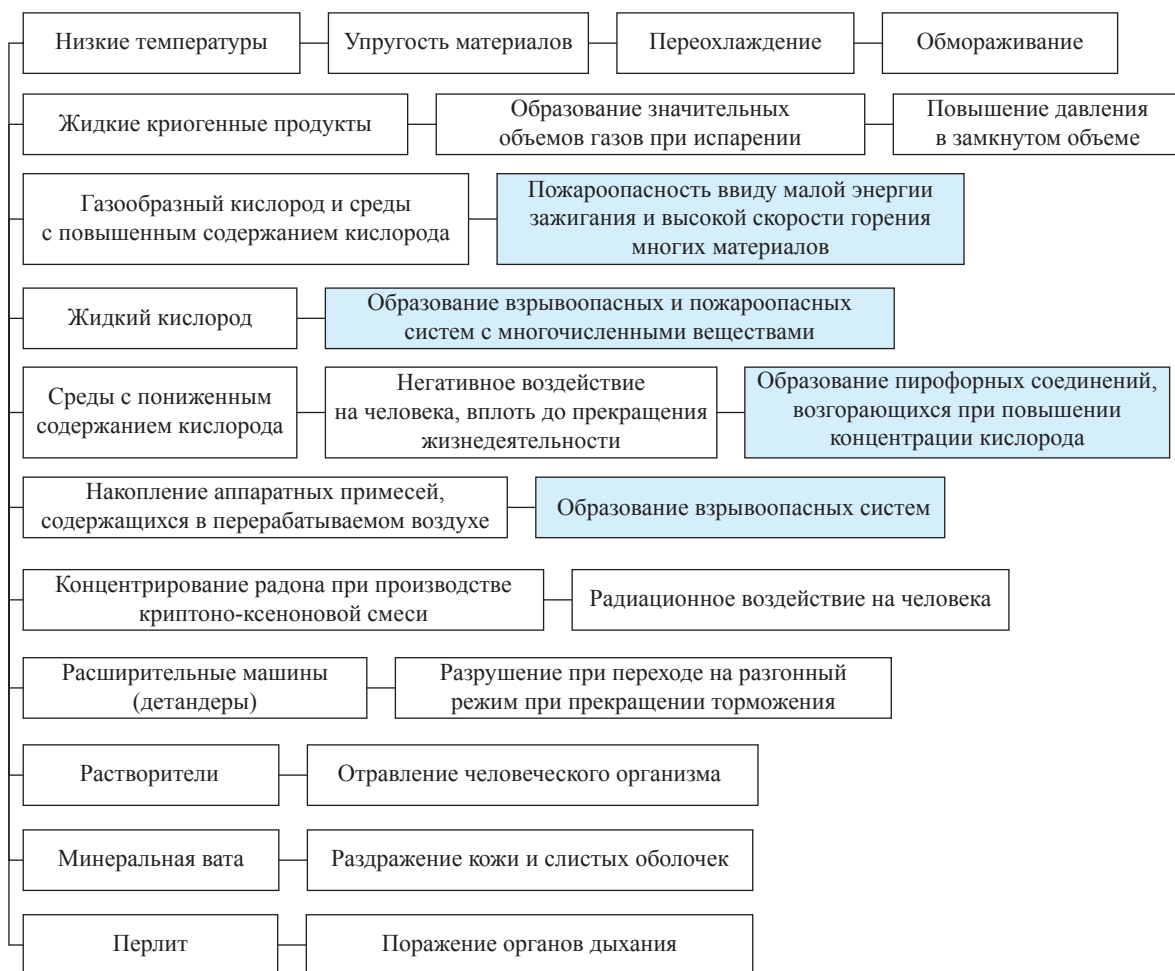 Низкие температуры
Упругость материалов
Переохлаждение
Обмораживание
Жидкие криогенные продукты
Образование значительных
объемов газов при испарении
Повышение давления
в замкнутом объеме
Газообразный кислород и среды
с повышенным содержанием кислорода
Пожароопасность ввиду малой энергии
зажигания и высокой скорости горения
многих материалов
Жидкий кислород
Образование взрывоопасных и пожароопасных
систем с многочисленными веществами
Среды с пониженным
содержанием кислорода
Негативное воздействие
на человека, вплоть до прекращения
жизнедеятельности
Образование пирофорных соединений,
возгорающихся при повышении
концентрации кислорода
Накопление аппаратных примесей,
содержащихся в перерабатываемом воздухе
Образование взрывоопасных систем
Концентрирование радона при производстве
криптоно-ксеноновой смеси
Радиационное воздействие на человека
Расширительные машины
(детандеры)
Разрушение при переходе на разгонный
режим при прекращении торможения
Растворители
Отравление человеческого организма
Минеральная вата
Раздражение кожи и слистых оболочек
Перлит
Поражение органов дыхания